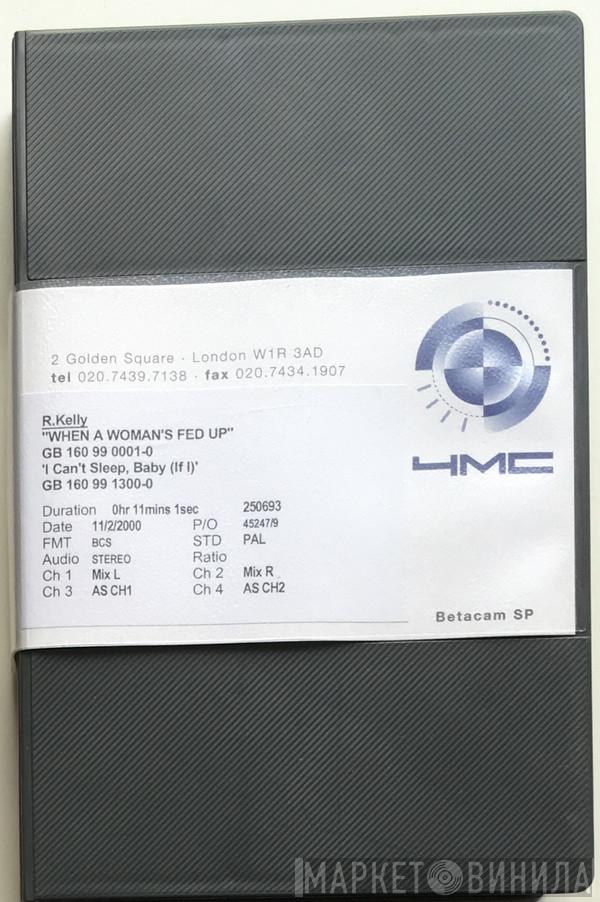 2 Golden Square · London W1R 3AD
tel 020.7439.7138 · fax 020.7434.1907
4MC
R.Kelly
"WHEN A WOMAN'S FED UP"
GB 160 99 0001-0
'I Can't Sleep, Baby (If I)'
GB 160 99 1300-0
Duration 0hr 11mins 1sec 250693
Date 11/2/2000 P/O 45247/9
FMT BCS STD PAL
Audio STEREO Ratio
Ch 1 Mix L Ch 2 Mix R
Ch 3 AS CH1 Ch 4 AS CH2
Betacam SP
МАРКЕТ ВИНИЛА